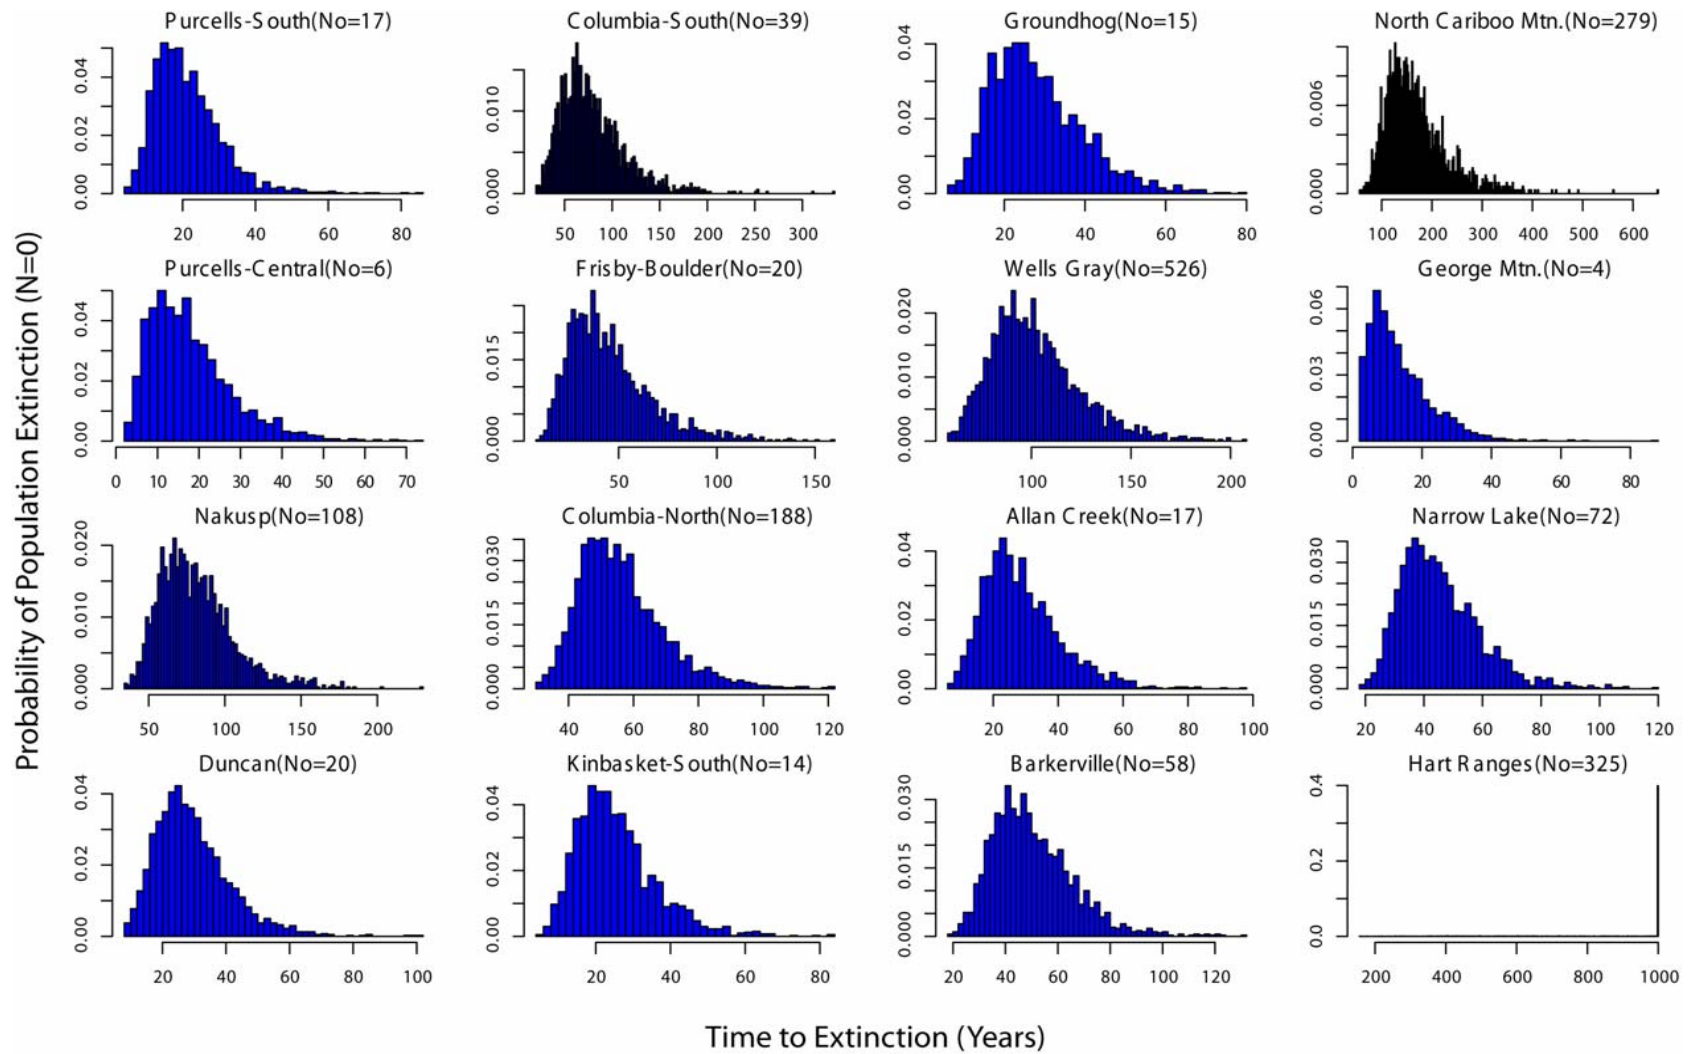 Probability of Population Extinction (N=0)
Purcells-South(No=17)
0.00 0.02 0.04
20 40 60 80
Columbia-South(No=39)
0.000 0.010
50 100 150 200 250 300
Groundhog(No=15)
0.00 0.02 0.04
20 40 60 80
North Cariboo Mtn.(No=279)
0.000 0.006
100 200 300 400 500 600
Purcells-Central(No=6)
0.00 0.02 0.04
0 10 20 30 40 50 60 70
Frisby-Boulder(No=20)
0.000 0.015
50 100 150
Wells Gray(No=526)
0.000 0.010 0.020
100 150 200
George Mtn.(No=4)
0.00 0.03 0.06
0 20 40 60 80
Nakusp(No=108)
0.000 0.010 0.020
50 100 150 200
Columbia-North(No=188)
0.000 0.015 0.030
40 60 80 100 120
Allan Creek(No=17)
0.00 0.02 0.04
20 40 60 80 100
Narrow Lake(No=72)
0.000 0.015 0.030
20 40 60 80 100 120
Duncan(No=20)
0.00 0.02 0.04
20 40 60 80 100
Kinbasket-South(No=14)
0.00 0.02 0.04
20 40 60 80
Barkerville(No=58)
0.000 0.015 0.030
20 40 60 80 100 120
Hart Ranges(No=325)
0.0 0.2 0.4
200 400 600 800 1000
Time to Extinction (Years)